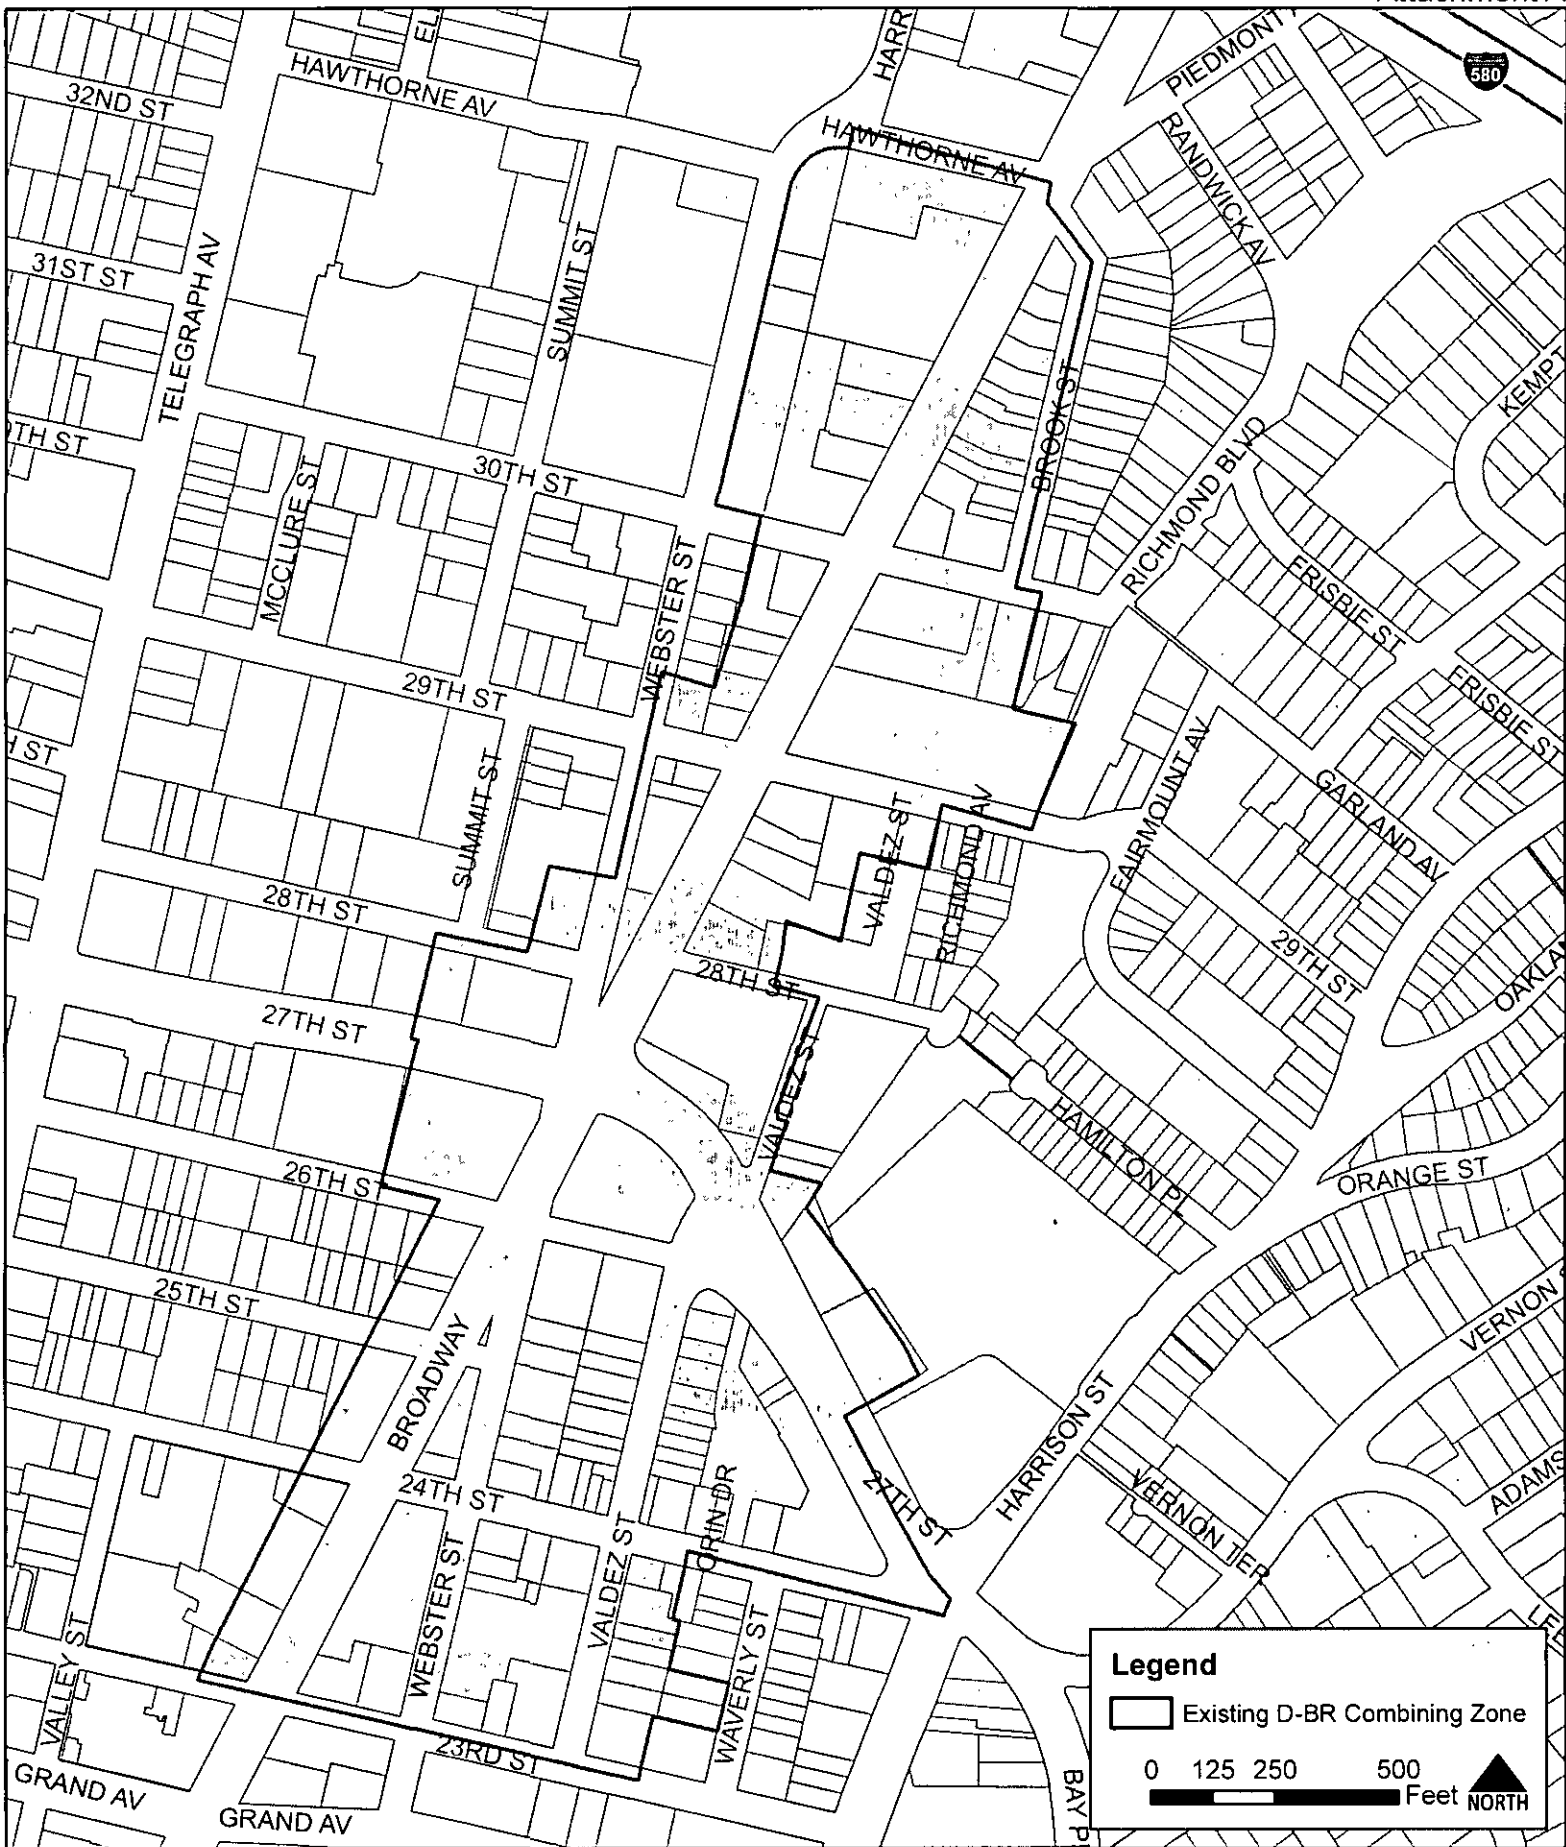 580
PIEDMONT
HARR
HAWTHORNE AV
32ND ST
HAWTHORNE AV
RANDWICK AV
31ST ST
TELEGRAPH AV
SUMMIT ST
BROOK ST
KEMPT
TH ST
30TH ST
MCCLURE ST
RICHMOND BLVD
WEBSTER ST
FRISBIE ST
29TH ST
FRISBIE ST
H ST
SUMMIT ST
VALDEZ ST
RICHMOND AV
FAIRMOUNT AV
GARLAND AV
28TH ST
28TH ST
29TH ST
OAKLA
27TH ST
VALDEZ ST
HAMILTON PL
26TH ST
ORANGE ST
25TH ST
VERNON
BROADWAY
HARRISON ST
24TH ST
ORIN DR
27TH ST
VERNON TER
ADAMS
WEBSTER ST
VALDEZ ST
WAVERLY ST
VALLEY ST
23RD ST
GRAND AV
GRAND AV
BAY PL
Legend
Existing D-BR Combining Zone
0 125 250 500
Feet
NORTH